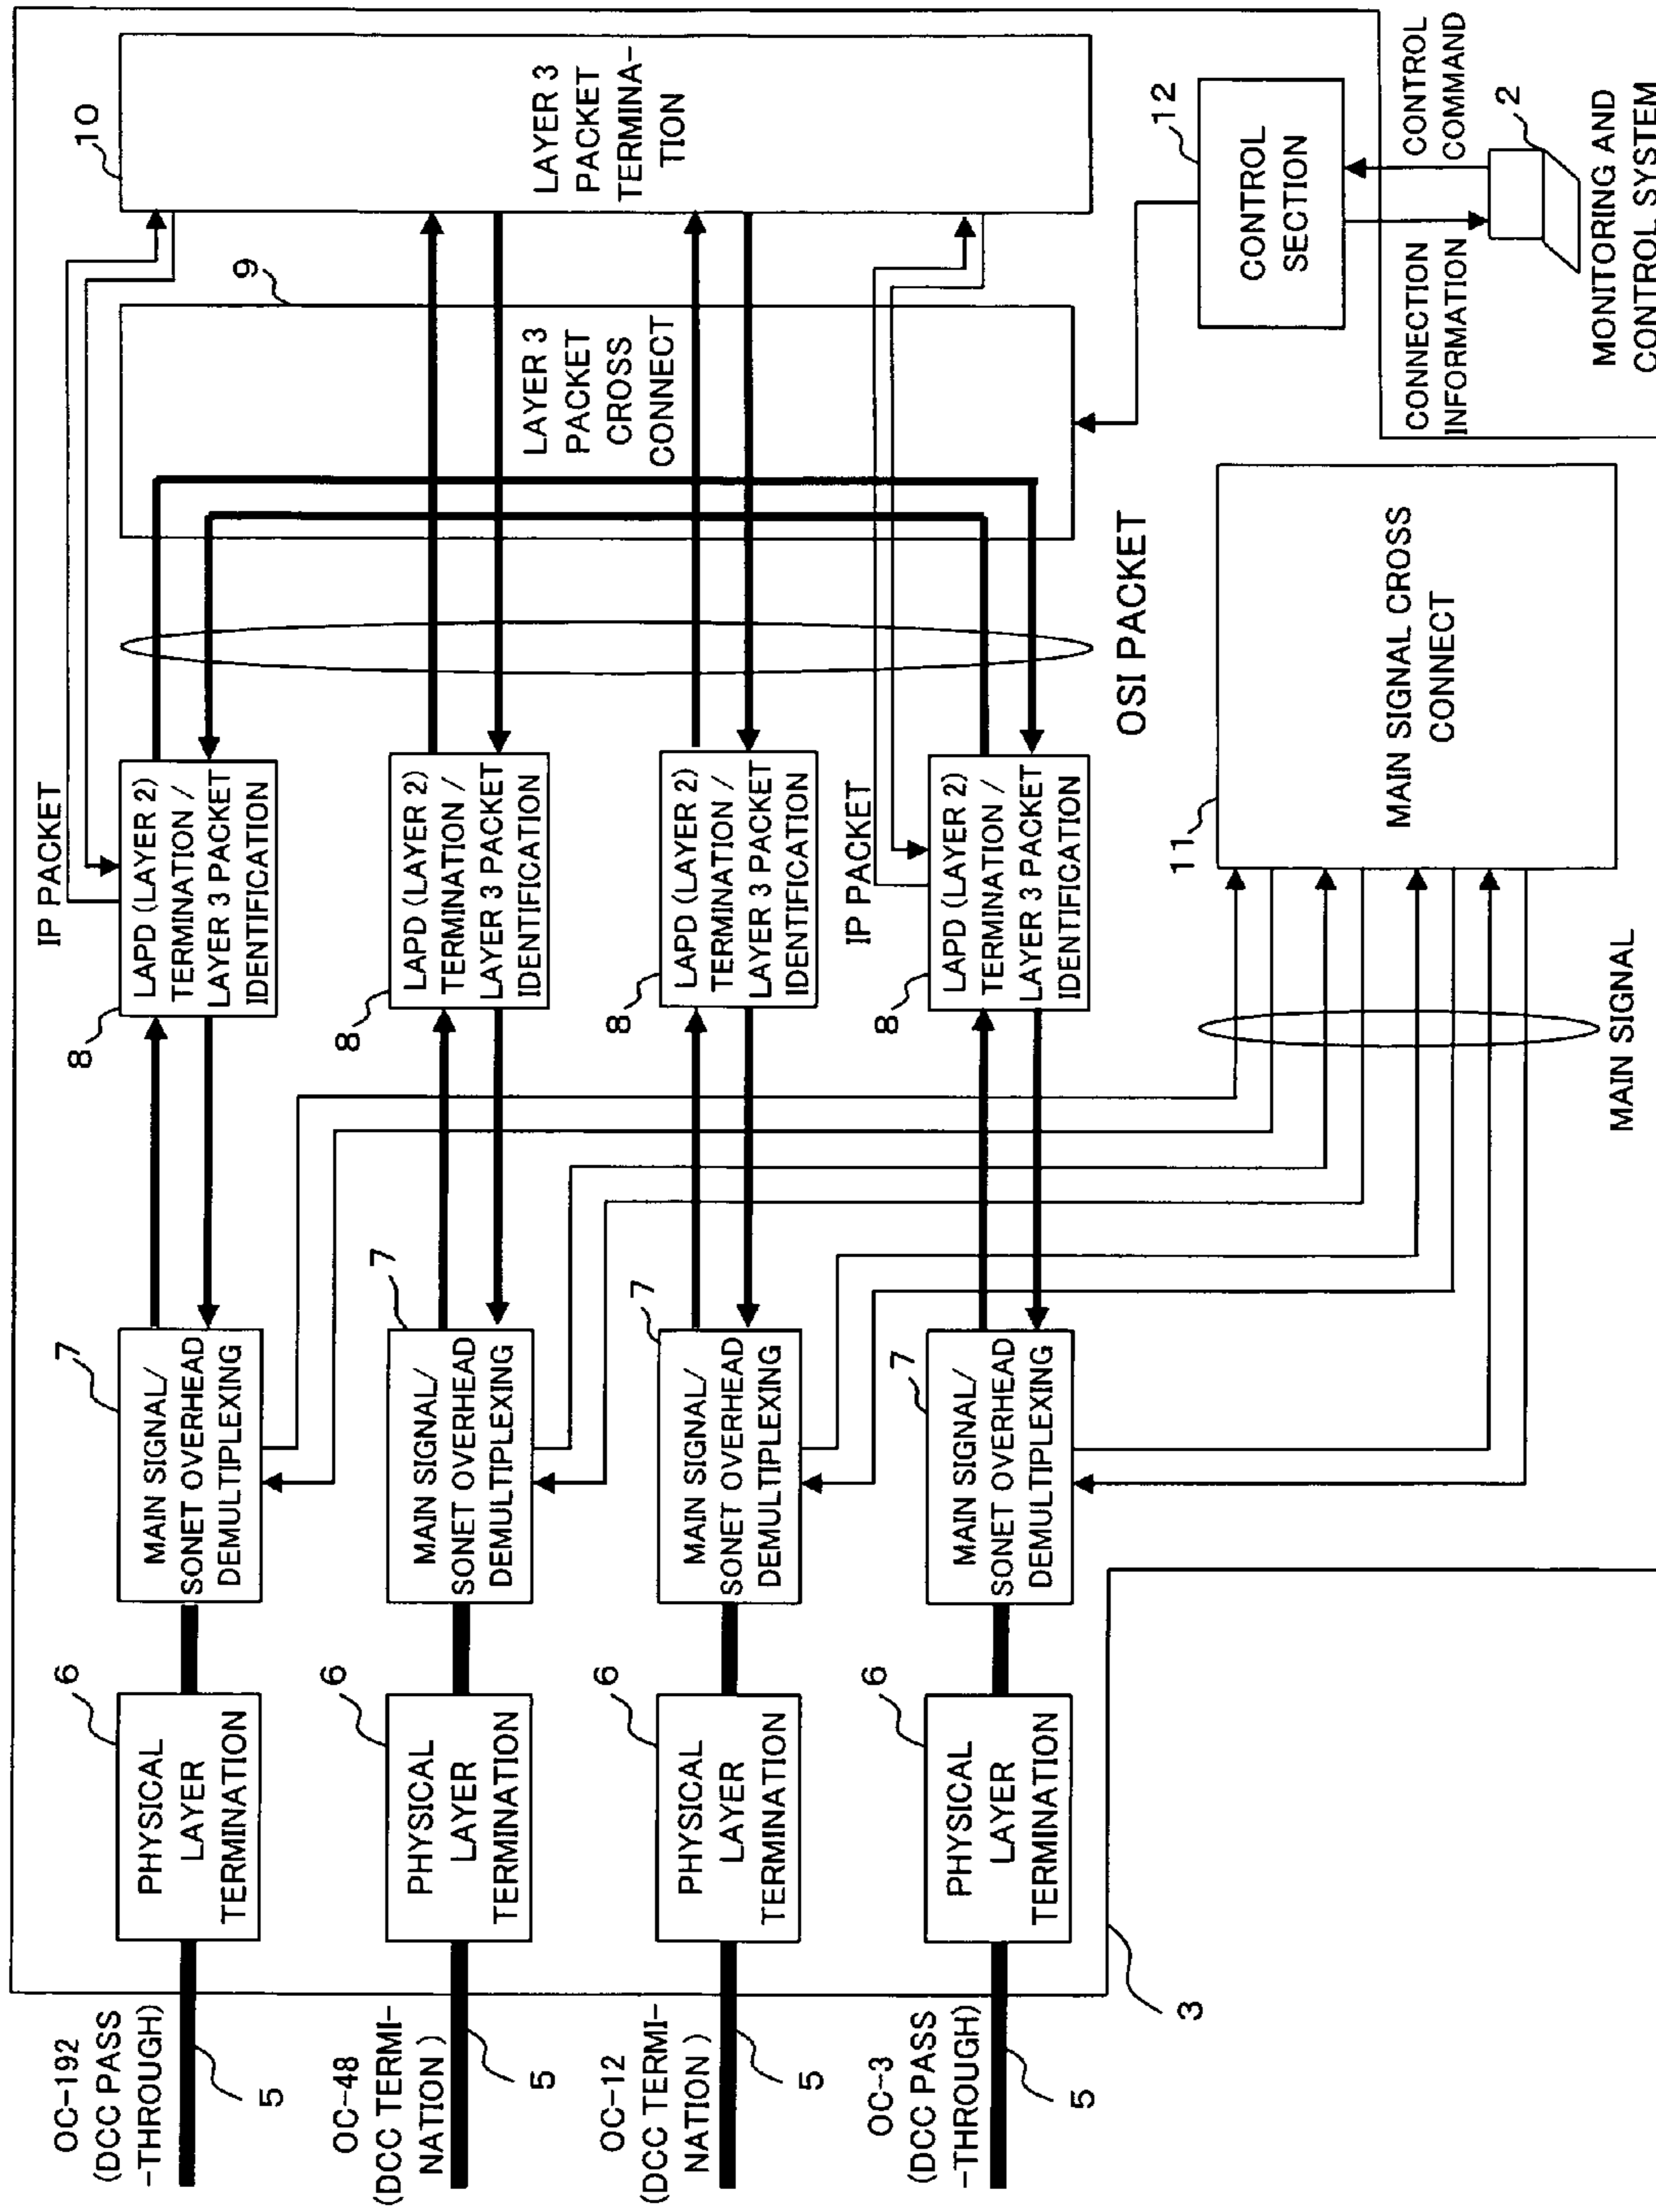 OC-192
(DCC PASS
-THROUGH)
5
6
PHYSICAL
LAYER
TERMINATION
7
MAIN SIGNAL/
SONET OVERHEAD
DEMULTIPLEXING
8
LAPD (LAYER 2)
TERMINATION /
LAYER 3 PACKET
IDENTIFICATION
IP PACKET
OC-48
(DCC TERMI-
NATION )
5
6
PHYSICAL
LAYER
TERMINATION
7
MAIN SIGNAL/
SONET OVERHEAD
DEMULTIPLEXING
8
LAPD (LAYER 2)
TERMINATION /
LAYER 3 PACKET
IDENTIFICATION
OC-12
(DCC TERMI-
NATION )
5
6
PHYSICAL
LAYER
TERMINATION
7
MAIN SIGNAL/
SONET OVERHEAD
DEMULTIPLEXING
8
LAPD (LAYER 2)
TERMINATION /
LAYER 3 PACKET
IDENTIFICATION
OC-3
(DCC PASS
-THROUGH)
5
6
PHYSICAL
LAYER
TERMINATION
7
MAIN SIGNAL/
SONET OVERHEAD
DEMULTIPLEXING
8
LAPD (LAYER 2)
TERMINATION /
LAYER 3 PACKET
IDENTIFICATION
IP PACKET
9
LAYER 3
PACKET
CROSS
CONNECT
10
LAYER 3
PACKET
TERMINA-
TION
OSI PACKET
3
MAIN SIGNAL
11
MAIN SIGNAL CROSS
CONNECT
12
CONTROL
SECTION
CONNECTION
INFORMATION
CONTROL
COMMAND
2
MONITORING AND
CONTROL SYSTEM